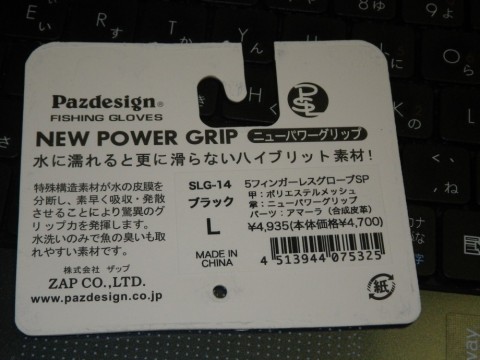 Pazdesign®
FISHING GLOVES
NEW POWER GRIP ニューパワーグリップ
水に濡れると更に滑らないハイブリット素材!
特殊構造素材が水の皮膜を
分断し、素早く吸収・発散
させることにより驚異のグ
リップ力を発揮します。
水洗いのみで魚の臭いも取
れやすい素材です。
株式会社 ザップ
ZAP CO.,LTD.
www.pazdesign.co.jp
SLG-14
ブラック
L
MADE IN
CHINA
5フィンガーレスグローブSP
甲:ポリエステルメッシュ
掌:ニューパワーグリップ
パーツ:アマーラ(合成皮革)
¥4,935(本体価格¥4,700)
4 513944 075325
紙